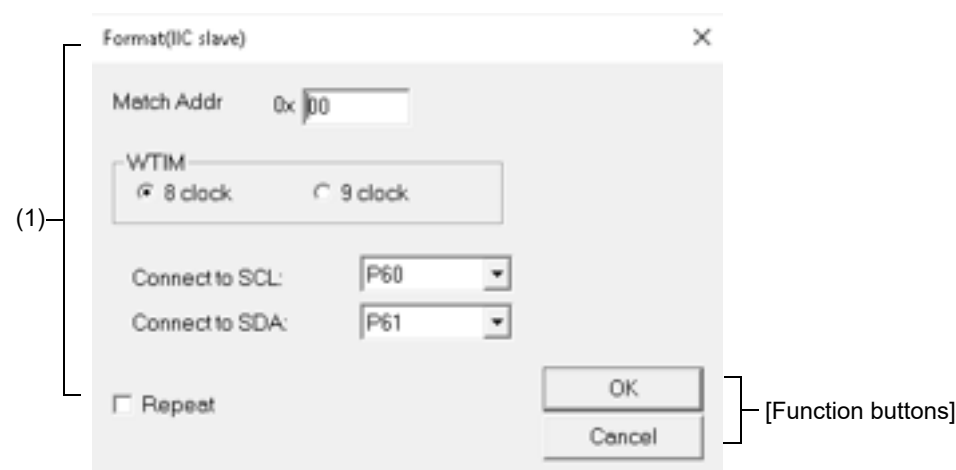 Format(IIC slave)
Match Addr 0x 00
WTIM
8 clock 9 clock
(1)
Connect to SCL: P60
Connect to SDA: P61
Repeat
OK
[Function buttons]
Cancel